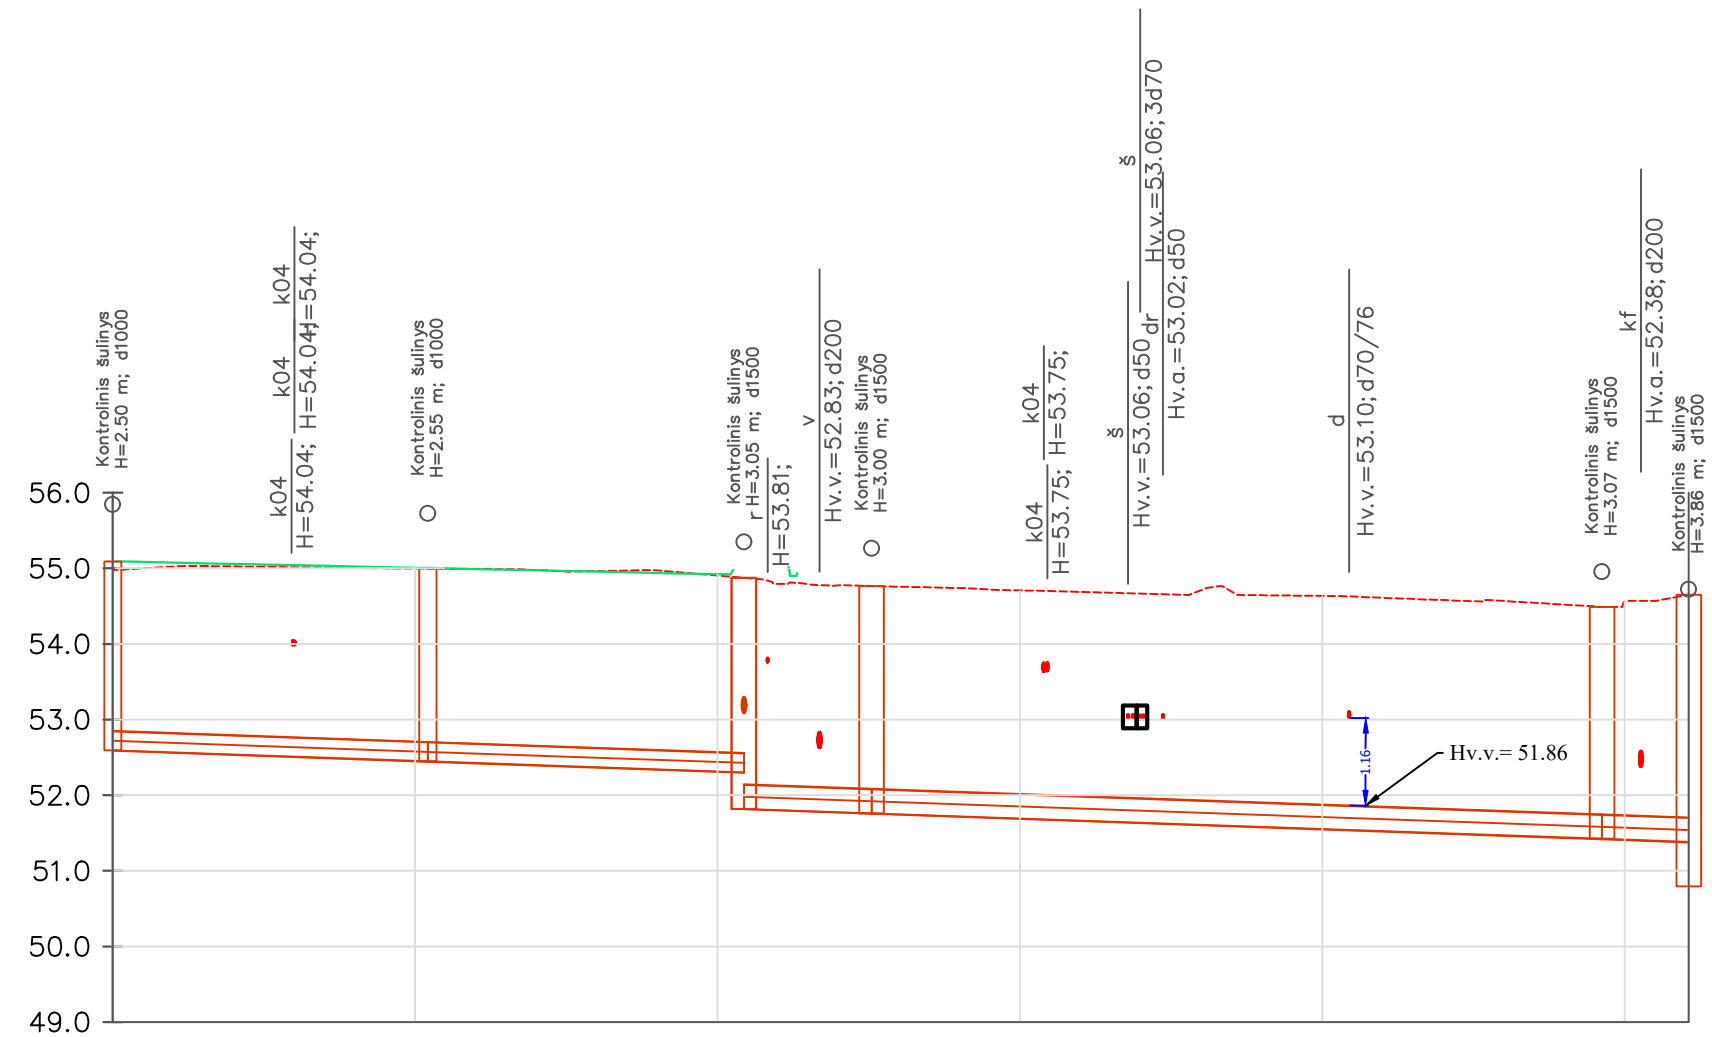 Kontrolinis šulinys
H=2.50 m; d1000
k04
H=54.04;
k04
H=54.04;
k04
H=54.04;
Kontrolinis šulinys
H=2.55 m; d1000
Kontrolinis šulinys
H=3.05 m; d1500
r
H=53.81;
v
Hv.v.=52.83; d200
Kontrolinis šulinys
H=3.00 m; d1500
k04
H=53.75;
k04
H=53.75;
š
Hv.v.=53.06; d50
š
Hv.v.=53.06; 3d70
dr
Hv.a.=53.02; d50
d
Hv.v.=53.10; d70/76
Kontrolinis šulinys
H=3.07 m; d1500
kf
Hv.a.=52.38; d200
Kontrolinis šulinys
H=3.86 m; d1500
56.0
55.0
54.0
53.0
52.0
51.0
50.0
49.0
1.16
Hv.v.= 51.86